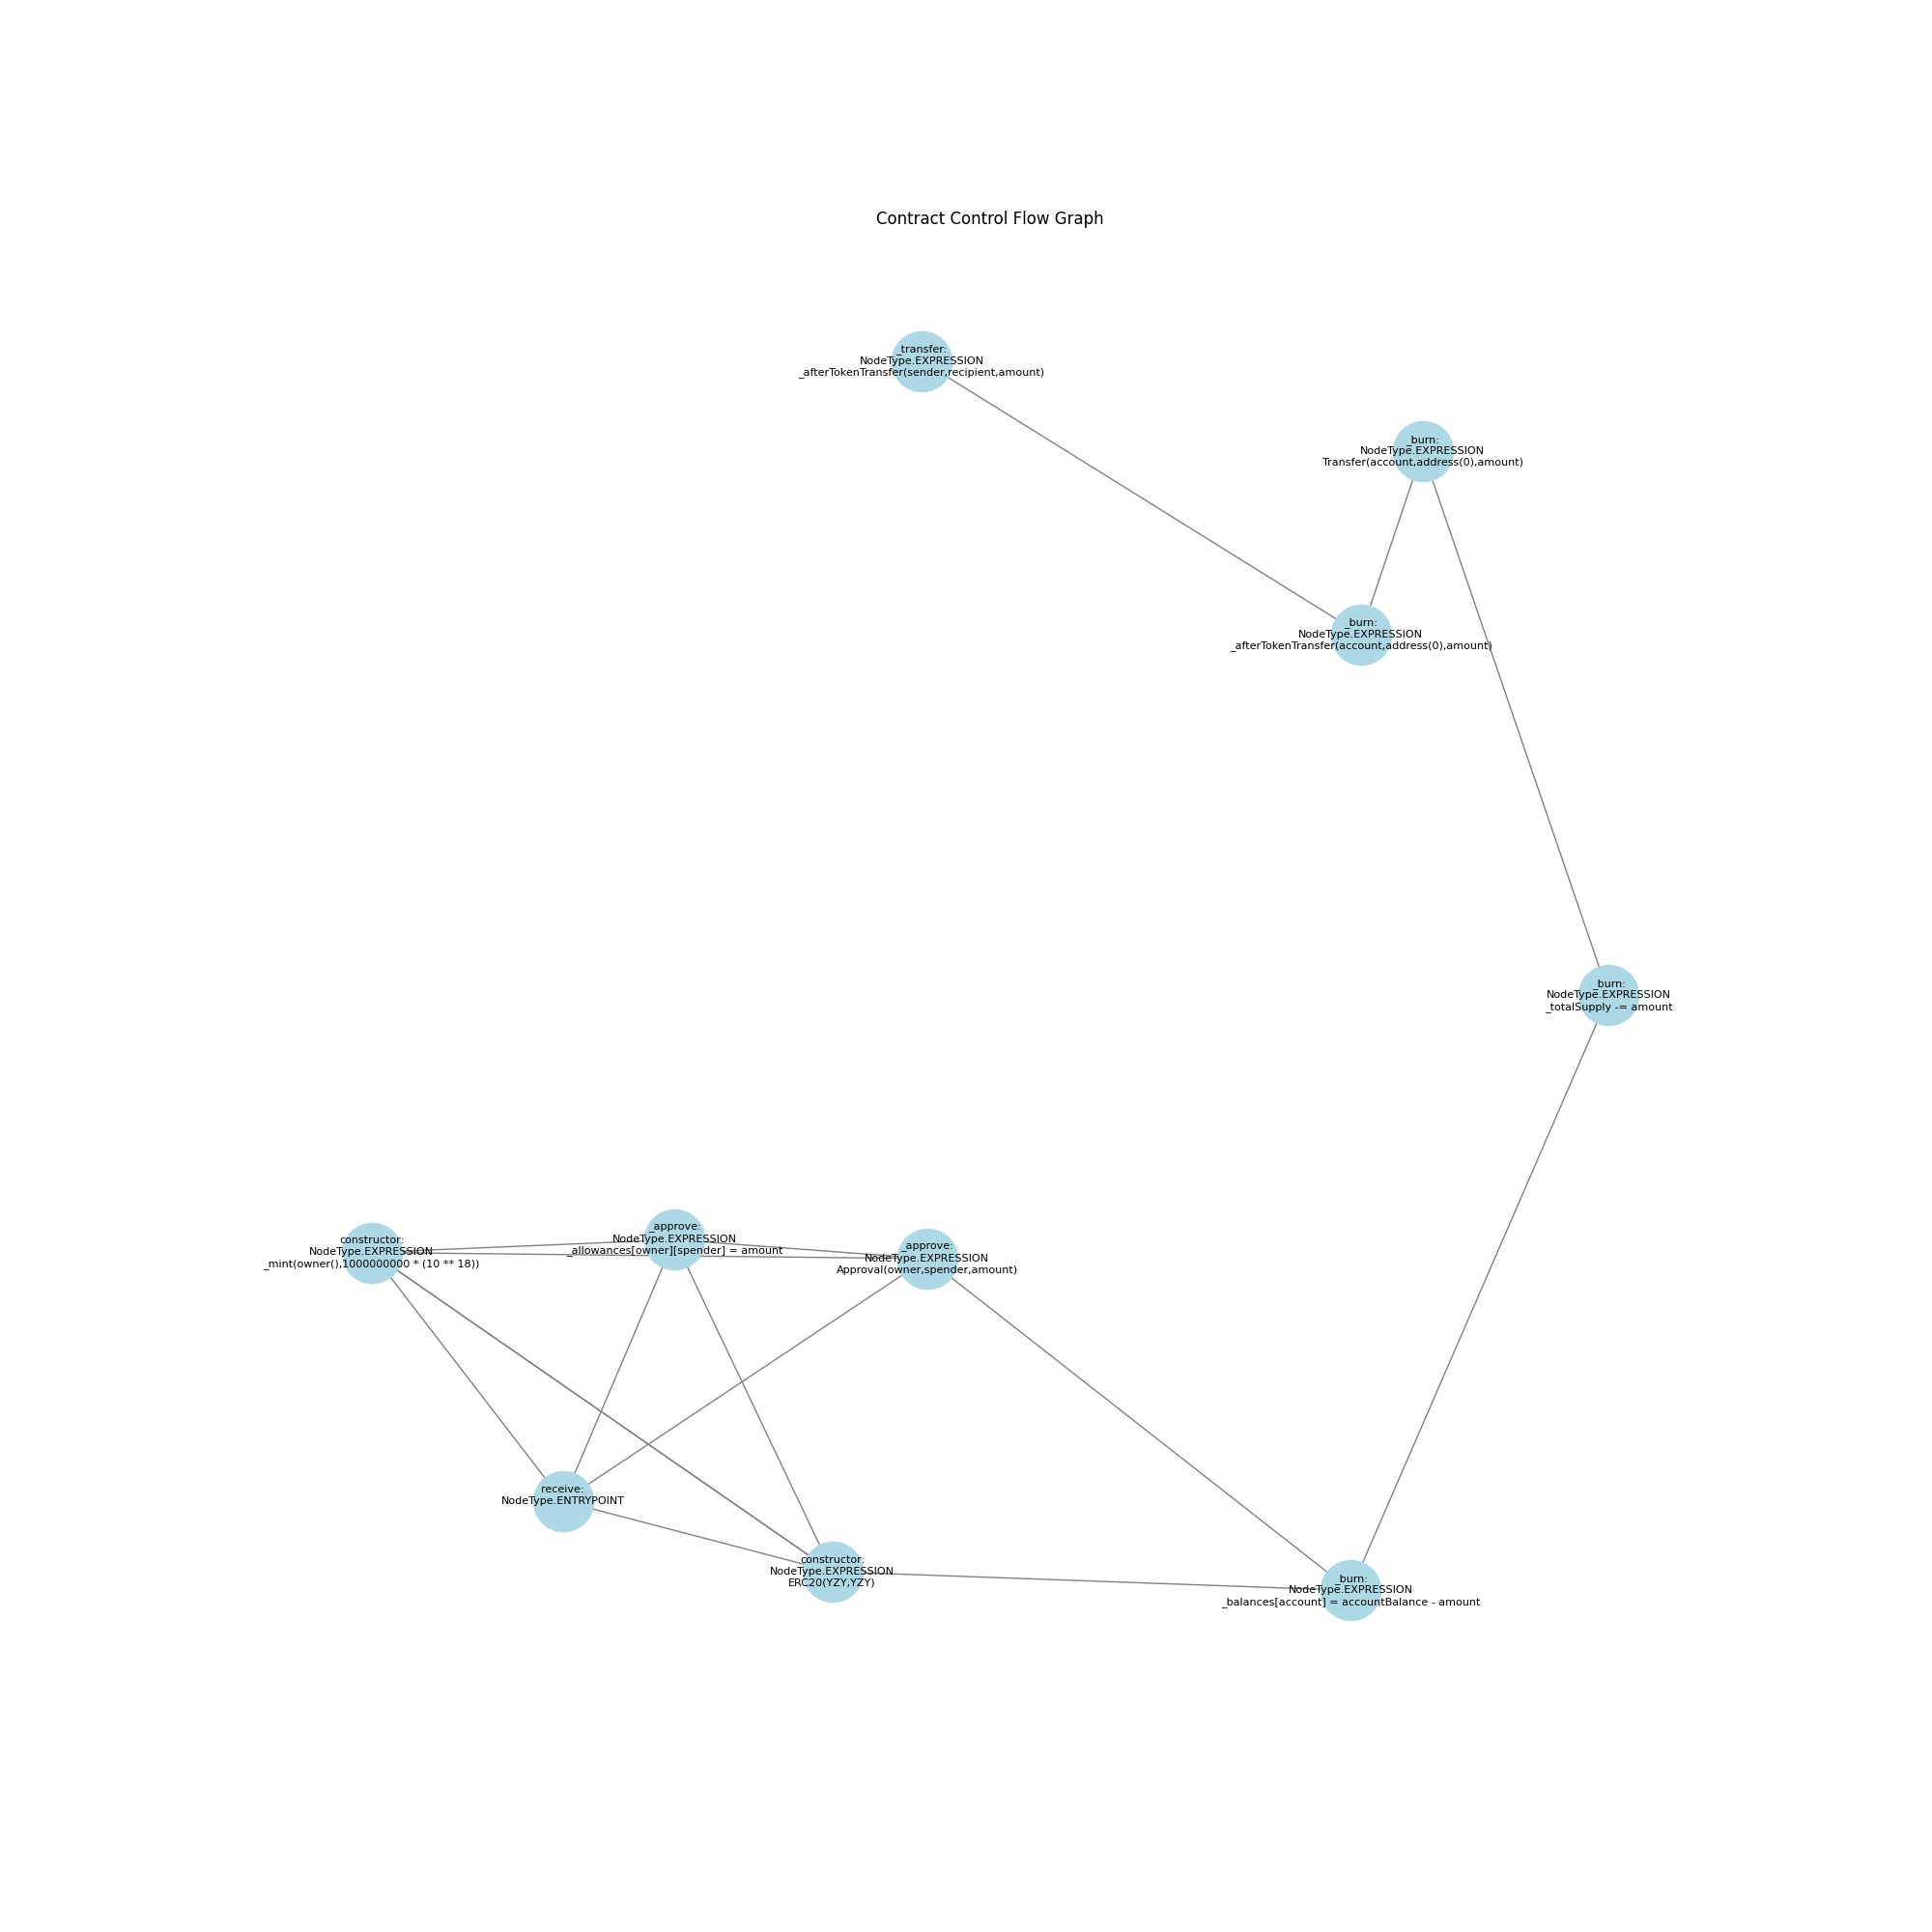 Contract Control Flow Graph
_transfer:
NodeType.EXPRESSION
_afterTokenTransfer(sender,recipient,amount)
_burn:
NodeType.EXPRESSION
Transfer(account,address(0),amount)
_burn:
NodeType.EXPRESSION
_afterTokenTransfer(account,address(0),amount)
_burn:
NodeType.EXPRESSION
_totalSupply -= amount
constructor:
NodeType.EXPRESSION
_mint(owner(),1000000000 * (10 ** 18))
_approve:
NodeType.EXPRESSION
_allowances[owner][spender] = amount
_approve:
NodeType.EXPRESSION
Approval(owner,spender,amount)
receive:
NodeType.ENTRYPOINT
constructor:
NodeType.EXPRESSION
ERC20(YZY,YZY)
_burn:
NodeType.EXPRESSION
_balances[account] = accountBalance - amount